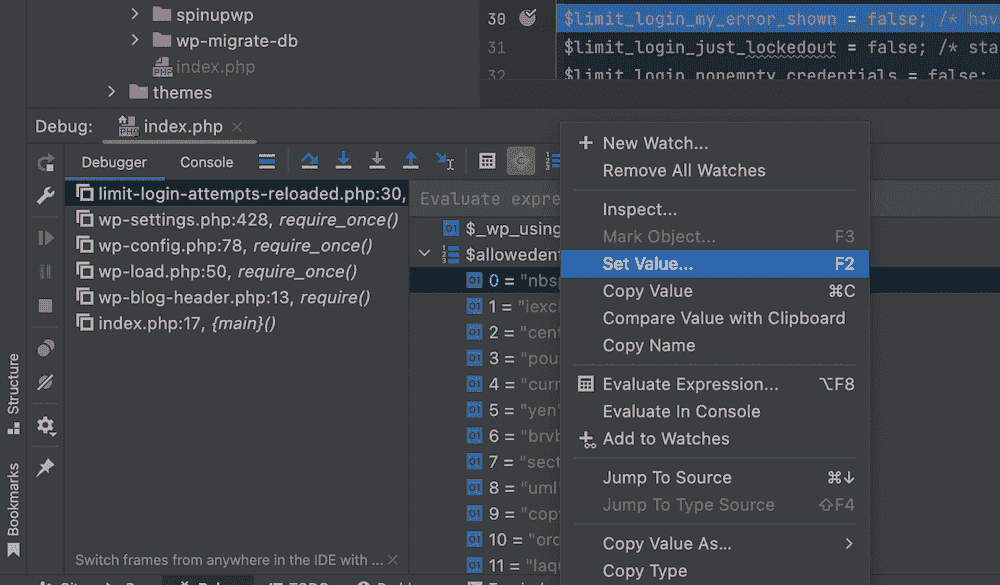 spinupwp
wp-migrate-db
index.php
themes
30 $limit_login_my_error_shown = false; /* hav
31 $limit_login_just_lockedout = false; /* sta
32 $limit_login_nonempty_credentials = false;
Debug: index.php
Debugger Console
limit-login-attempts-reloaded.php:30,
wp-settings.php:428, require_once()
wp-config.php:78, require_once()
wp-load.php:50, require_once()
wp-blog-header.php:13, require()
index.php:17, {main}()
Switch frames from anywhere in the IDE with ...
Evaluate expre
$_wp_using
$allowedent
0 = "nbsp
1 = "iexcl
2 = "cent
3 = "pou
4 = "curr
5 = "yen"
6 = "brvb
7 = "sect
8 = "uml"
9 = "cop
10 = "ord
11 = "laqu
New Watch...
Remove All Watches
Inspect...
Mark Object... F3
Set Value... F2
Copy Value ⌘C
Compare Value with Clipboard
Copy Name
Evaluate Expression... ⌥F8
Evaluate In Console
Add to Watches
Jump To Source ⌘↓
Jump To Type Source ⇧F4
Copy Value As...
Copy Type
Structure
Bookmarks